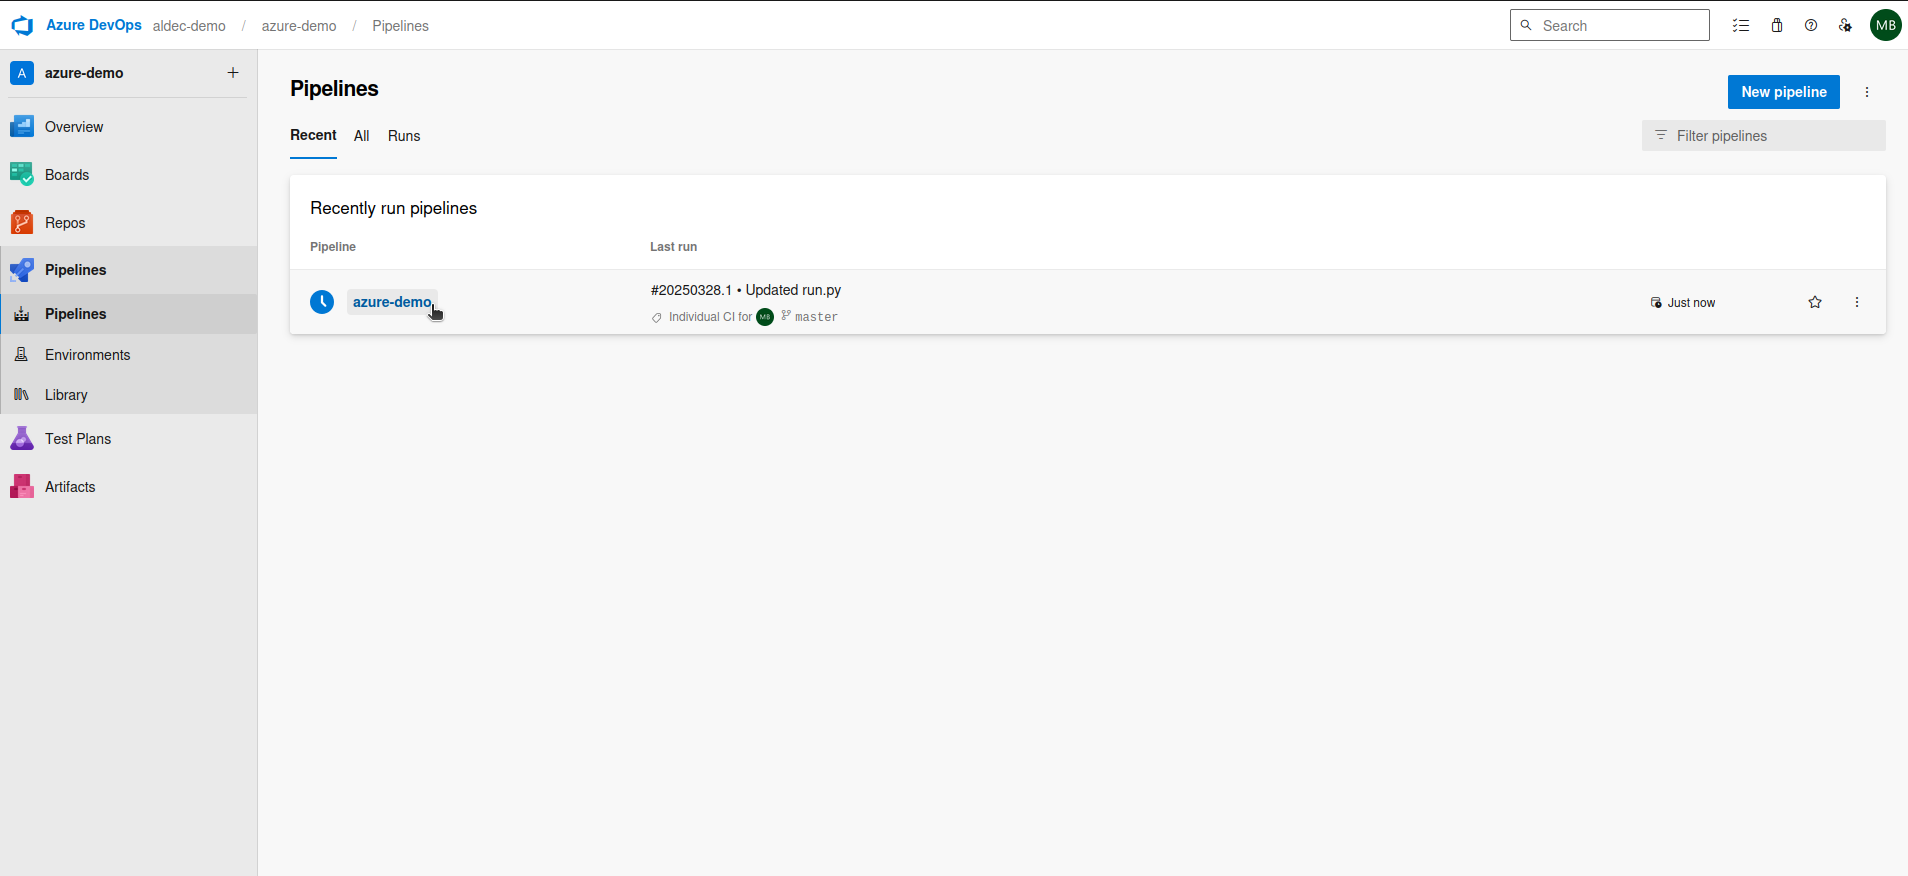 Azure DevOps aldec-demo / azure-demo / Pipelines Search MB
A azure-demo +
Overview
Boards
Repos
Pipelines
Pipelines
Environments
Library
Test Plans
Artifacts
Pipelines
New pipeline
Recent All Runs
Filter pipelines
Recently run pipelines
Pipeline Last run
azure-demo
#20250328.1 • Updated run.py
Individual CI for MB master
Just now